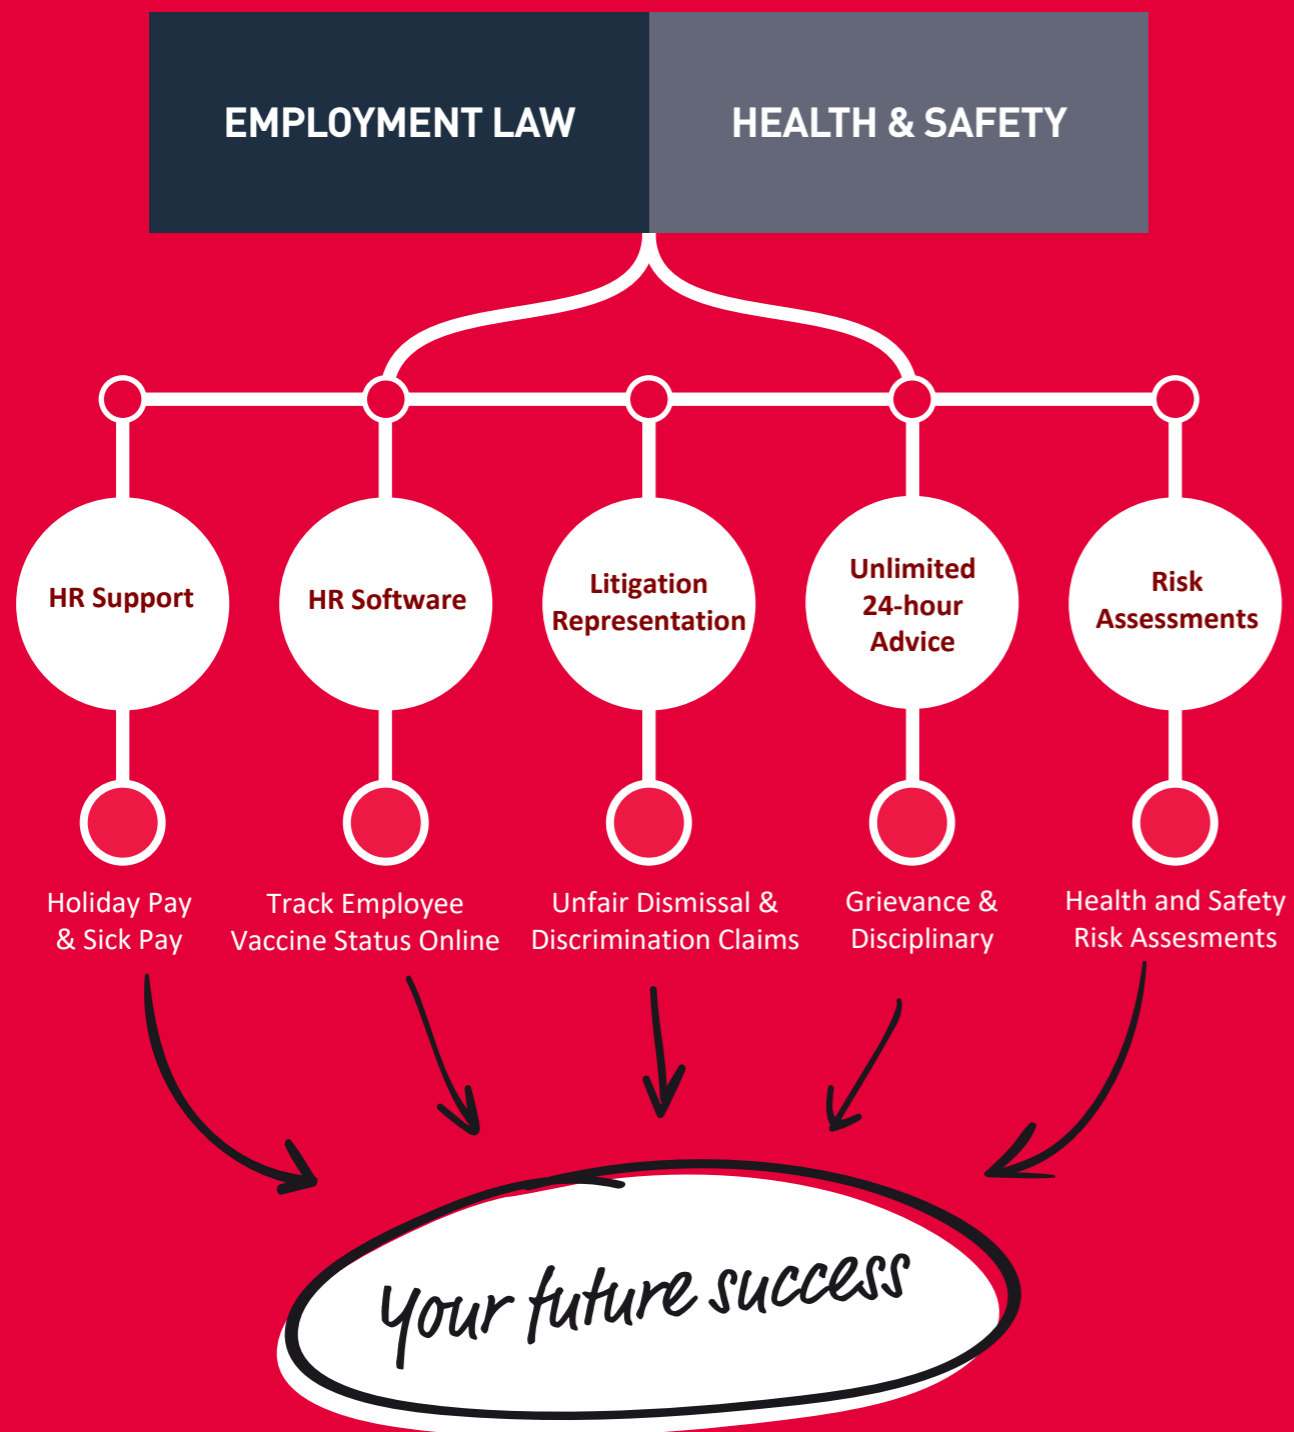 EMPLOYMENT LAW
HEALTH & SAFETY
HR Support
HR Software
Litigation
Representation
Unlimited
24-hour
Advice
Risk
Assessments
Holiday Pay
& Sick Pay
Track Employee
Vaccine Status Online
Unfair Dismissal &
Discrimination Claims
Grievance &
Disciplinary
Health and Safety
Risk Assesments
your future success